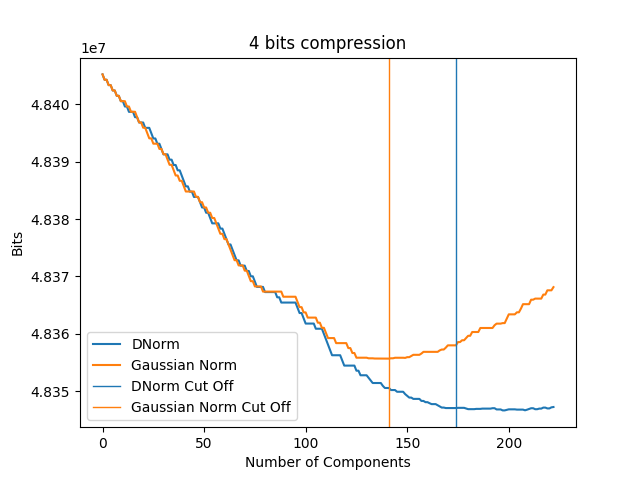 4 bits compression
1e7
4.840
4.839
4.838
4.837
4.836
4.835
Bits
DNorm
Gaussian Norm
DNorm Cut Off
Gaussian Norm Cut Off
0 50 100 150 200
Number of Components